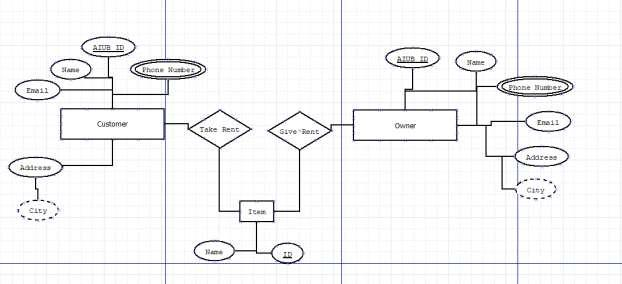 AIUB ID
Name
Phone Number
Email
Customer
Address
City
Take Rent
Give Rent
AIUB ID
Name
Phone Number
Owner
Email
Address
City
Item
Name
ID